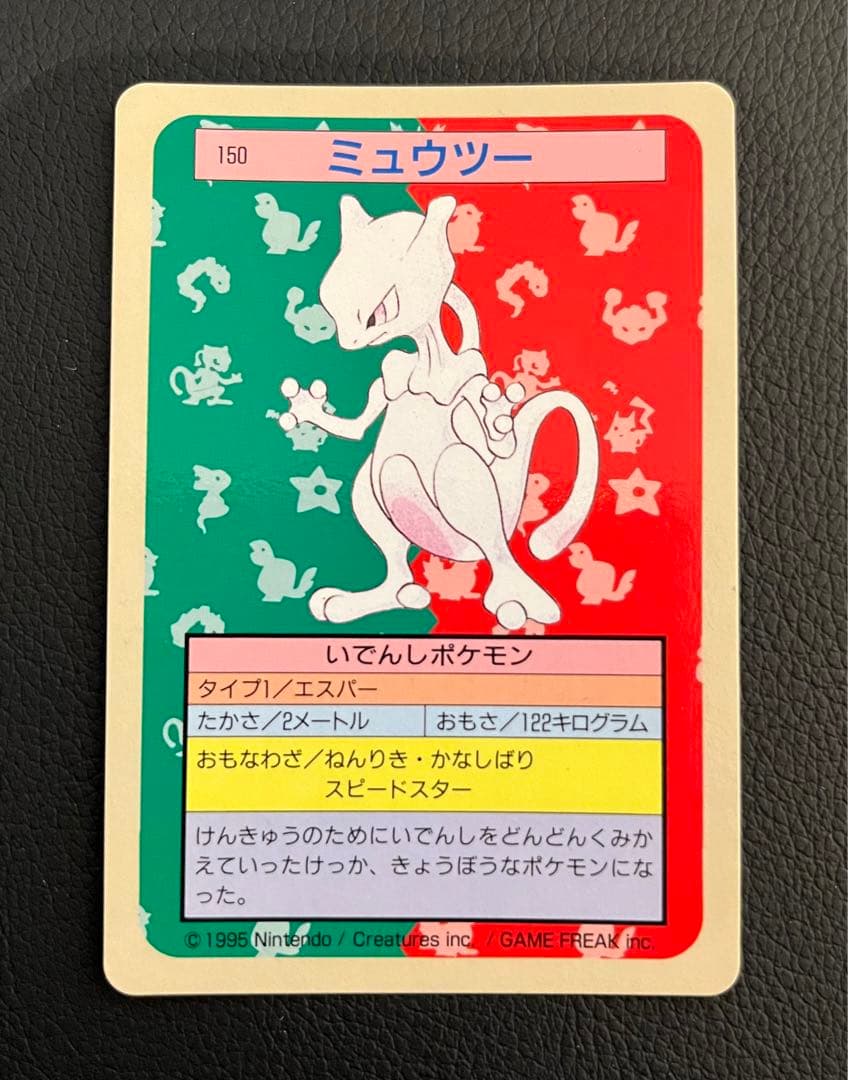 150 ミュウツー
いでんしポケモン
タイプ1/エスパー
たかさ/2メートル おもさ/122キログラム
おもなわざ/ねんりき・かなしばり
スピードスター
けんきゅうのためにいでんしをどんどんくみか
えていったけっか、きょうぼうなポケモンにな
った。
© 1995 Nintendo / Creatures inc. / GAME FREAK inc.